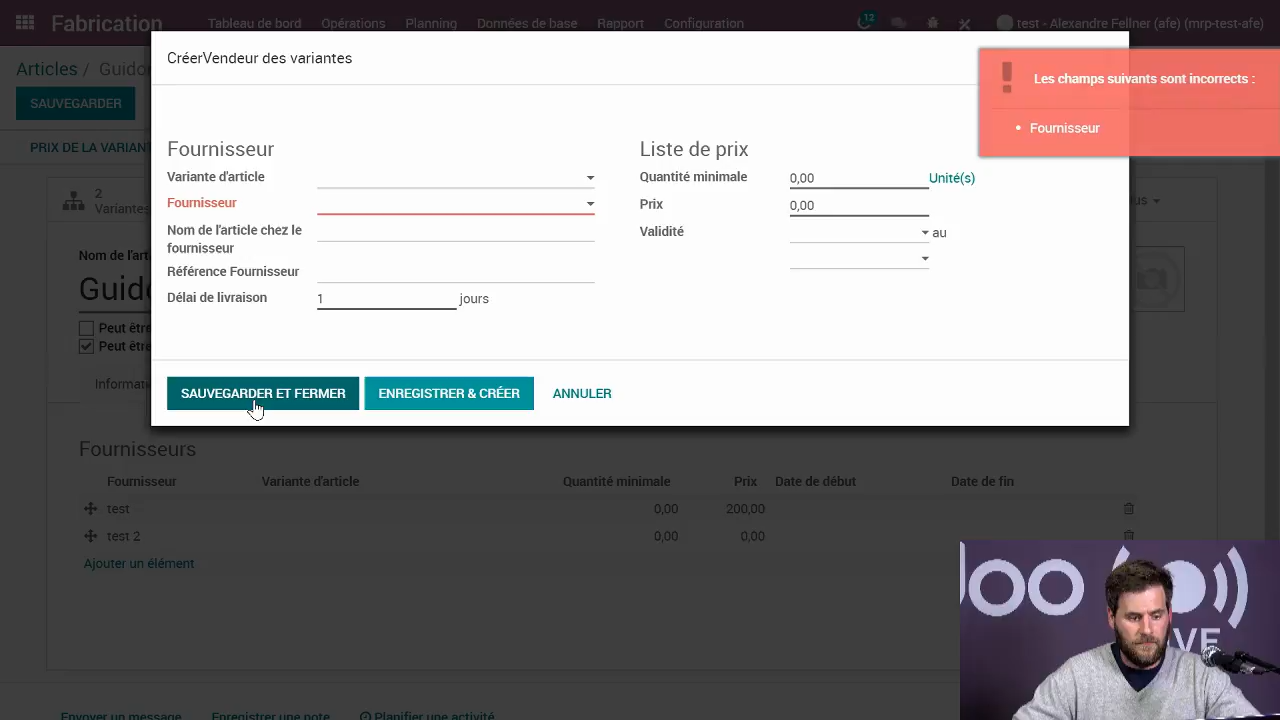 Fabrication
Tableau de bord
Opérations
Planning
Données de base
Rapport
Configuration
12
test - Alexandre Fellner (afe) (mrp-test-afe)
Articles / Guidon
SAUVEGARDER
CréerVendeur des variantes
Les champs suivants sont incorrects :
• Fournisseur
PRIX DE LA VARIANT
2
Variantes
us
Fournisseur
Variante d'article
Fournisseur
Nom de l'article chez le
fournisseur
Référence Fournisseur
Délai de livraison
1
jours
Liste de prix
Quantité minimale
0,00
Unité(s)
Prix
0,00
Validité
au
Nom de l'arti
Guido
Peut être
Peut être
Informat
SAUVEGARDER ET FERMER
ENREGISTRER & CRÉER
ANNULER
Fournisseurs
Fournisseur
Variante d'article
Quantité minimale
Prix
Date de début
Date de fin
test
0,00
200,00
test 2
0,00
0,00
Ajouter un élément
Envoyer un message
Enregistrer une note
Planifier une activité